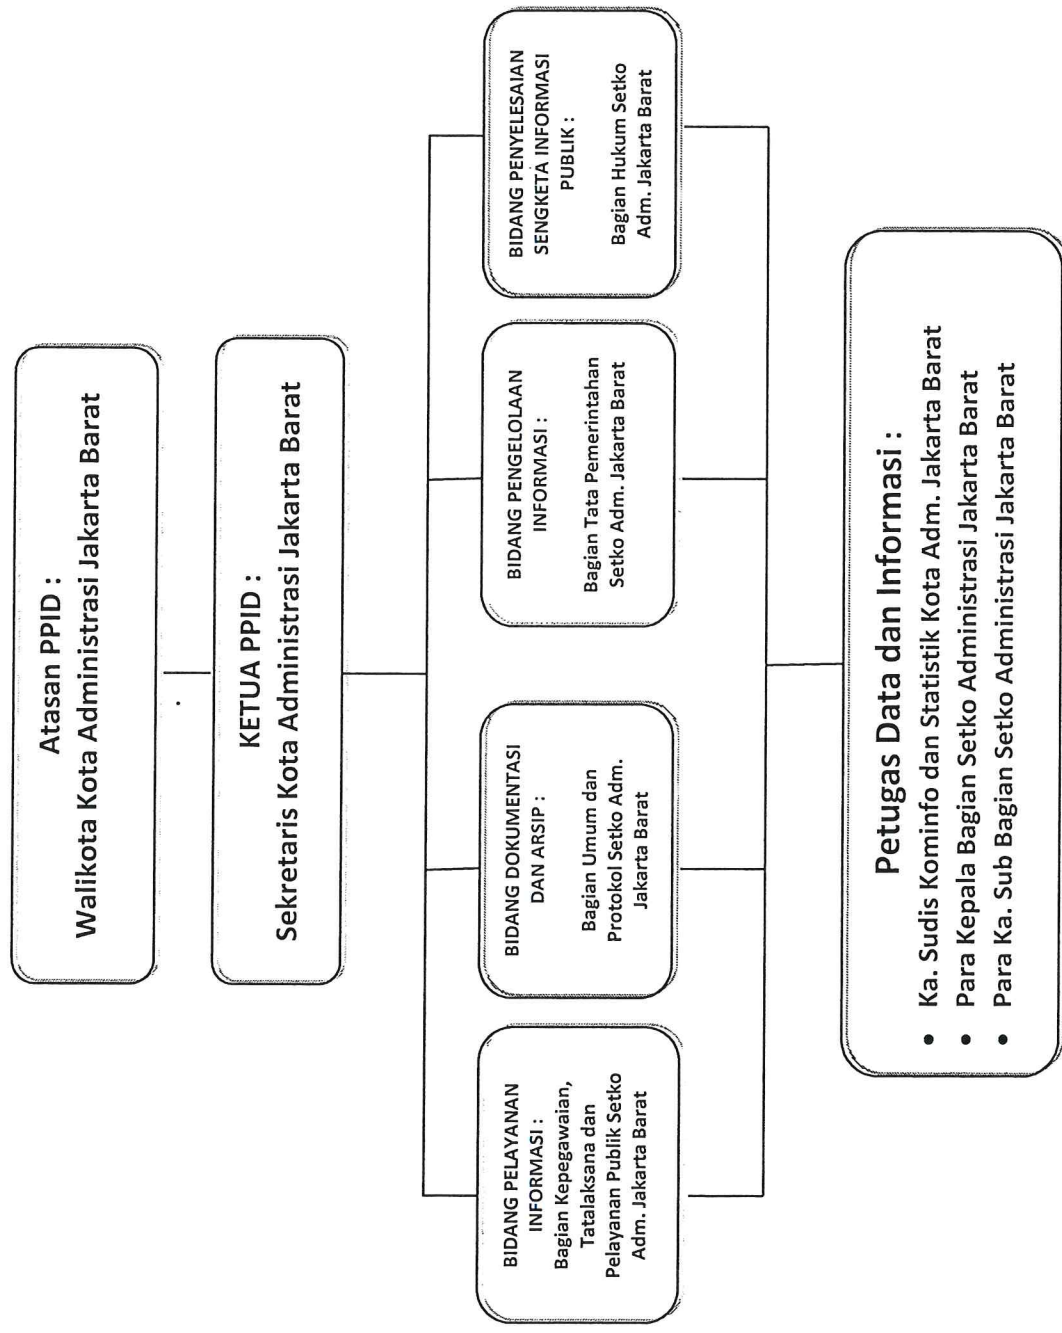 Atasan PPID :
Walikota Kota Administrasi Jakarta Barat
KETUA PPID :
Sekretaris Kota Administrasi Jakarta Barat
BIDANG PELAYANAN
INFORMASI :
Bagian Kepegawaian,
Tatalaksana dan
Pelayanan Publik Setko
Adm. Jakarta Barat
BIDANG DOKUMENTASI
DAN ARSIP :
Bagian Umum dan
Protokol Setko Adm.
Jakarta Barat
BIDANG PENGELOLAAN
INFORMASI :
Bagian Tata Pemerintahan
Setko Adm. Jakarta Barat
BIDANG PENYELESAIAN
SENGKETA INFORMASI
PUBLIK :
Bagian Hukum Setko
Adm. Jakarta Barat
Petugas Data dan Informasi :
• Ka. Sudis Kominfo dan Statistik Kota Adm. Jakarta Barat
• Para Kepala Bagian Setko Administrasi Jakarta Barat
• Para Ka. Sub Bagian Setko Administrasi Jakarta Barat